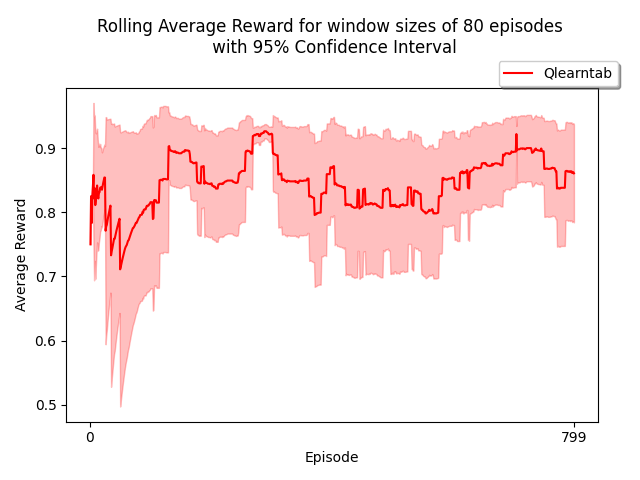 Rolling Average Reward for window sizes of 80 episodes
with 95% Confidence Interval
Qlearntab
0.9
0.8
0.7
0.6
0.5
Average Reward
0
799
Episode